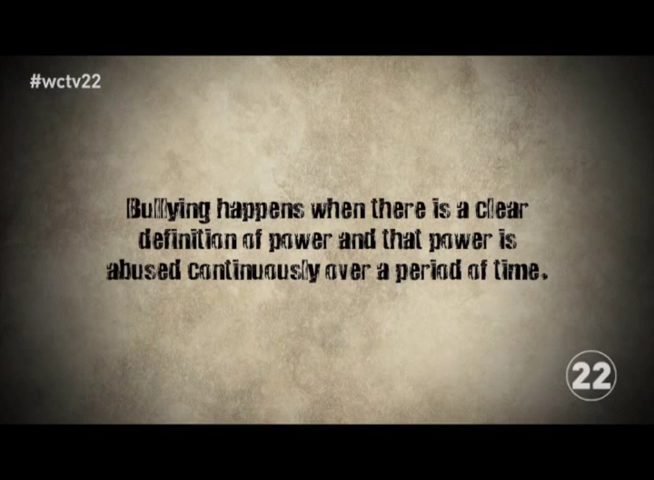 #wctv22
Bullying happens when there is a clear
definition of power and that power is
abused continuously over a period of time.
22